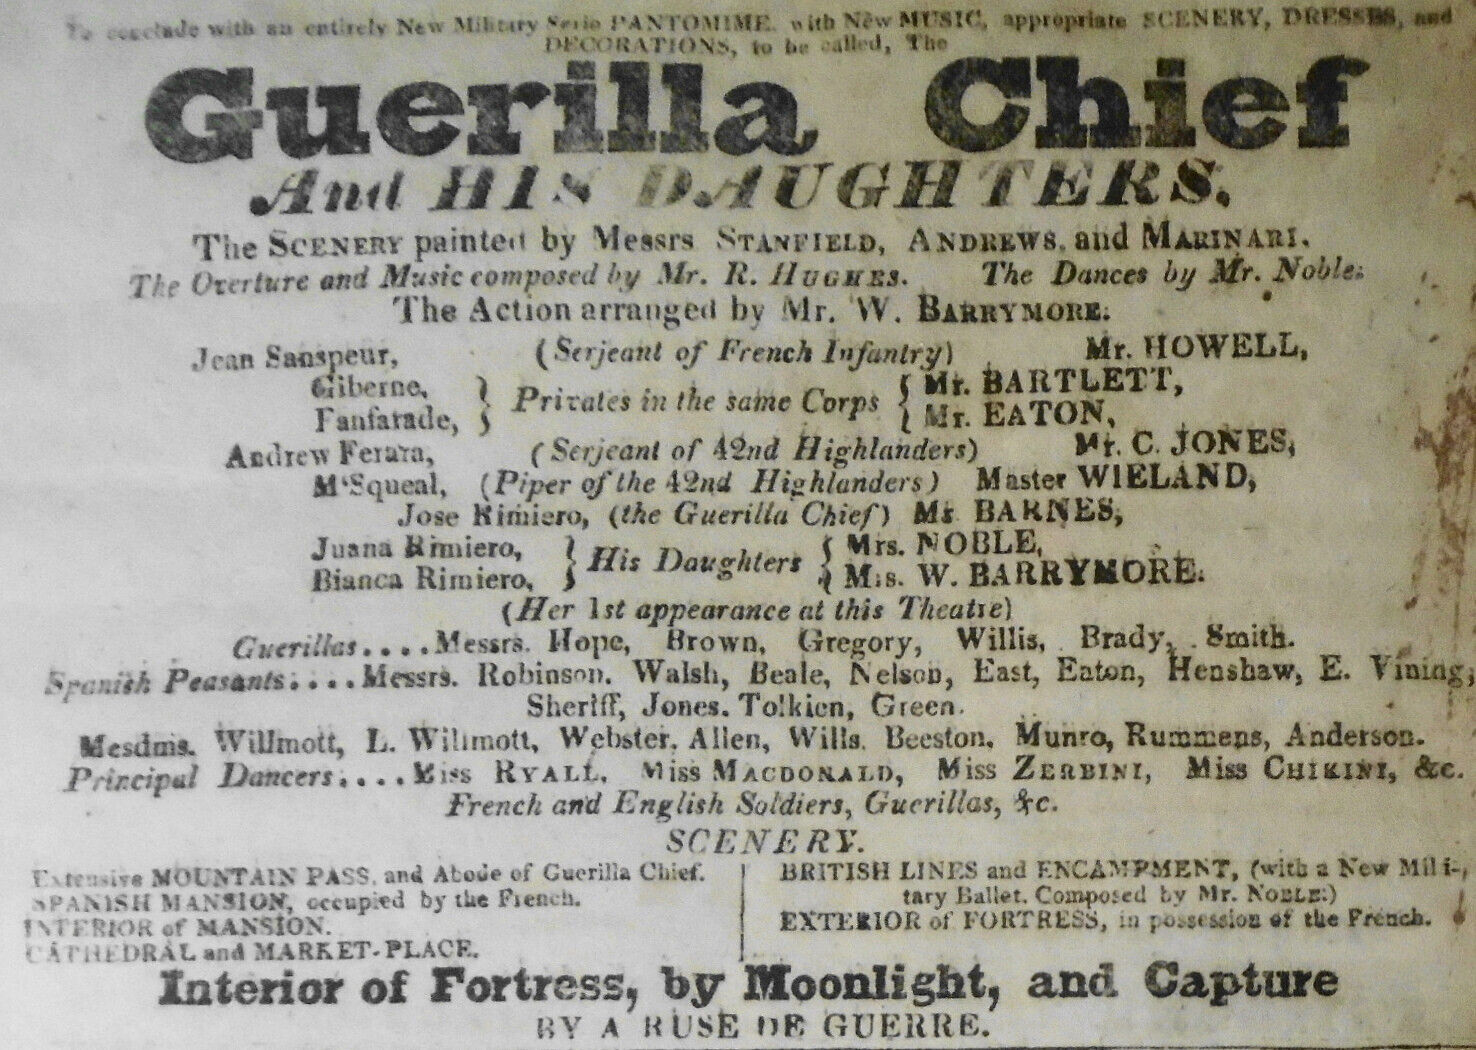 To conclude with an entirely New Military Serio PANTOMIME, with New MUSIC, appropriate SCENERY, DRESSES, and
DECORATIONS, to be called, The
Guerilla Chief
And HIS DAUGHTERS.
The SCENERY painted by Messrs STANFIELD, ANDREWS, and MARINARI.
The Overture and Music composed by Mr. R. HUGHES. The Dances by Mr. Noble.
The Action arranged by Mr. W. BARRYMORE.
Jean Sanspeur, (Serjeant of French Infantry) Mr. HOWELL,
Giberne, } Privates in the same Corps { Mr. BARTLETT,
Fanfarade, } { Mr. EATON,
Andrew Ferara, (Serjeant of 42nd Highlanders) Mr. C. JONES,
M'Squeal, (Piper of the 42nd Highlanders) Master WIELAND,
Jose Rimiero, (the Guerilla Chief) Mr BARNES,
Juana Rimiero, } His Daughters { Mrs. NOBLE,
Bianca Rimiero, } { Mrs. W. BARRYMORE.
(Her 1st appearance at this Theatre)
Guerillas....Messrs. Hope, Brown, Gregory, Willis, Brady, Smith.
Spanish Peasants....Messrs. Robinson, Walsh, Beale, Nelson, East, Eaton, Henshaw, E. Vining,
Sheriff, Jones, Tolkien, Green.
Mesdms. Willmott, L. Willmott, Webster, Allen, Wills, Beeston, Munro, Rummens, Anderson.
Principal Dancers....Miss RYALL, Miss MACDONALD, Miss ZERBINI, Miss CHIKINI, &c.
French and English Soldiers, Guerillas, &c.
SCENERY.
Extensive MOUNTAIN PASS, and Abode of Guerilla Chief.
SPANISH MANSION, occupied by the French.
INTERIOR of MANSION.
CATHEDRAL and MARKET-PLACE.
BRITISH LINES and ENCAMPMENT, (with a New Mili-
tary Ballet. Composed by Mr. NOBLE.)
EXTERIOR of FORTRESS, in possession of the French.
Interior of Fortress, by Moonlight, and Capture
BY A RUSE DE GUERRE.